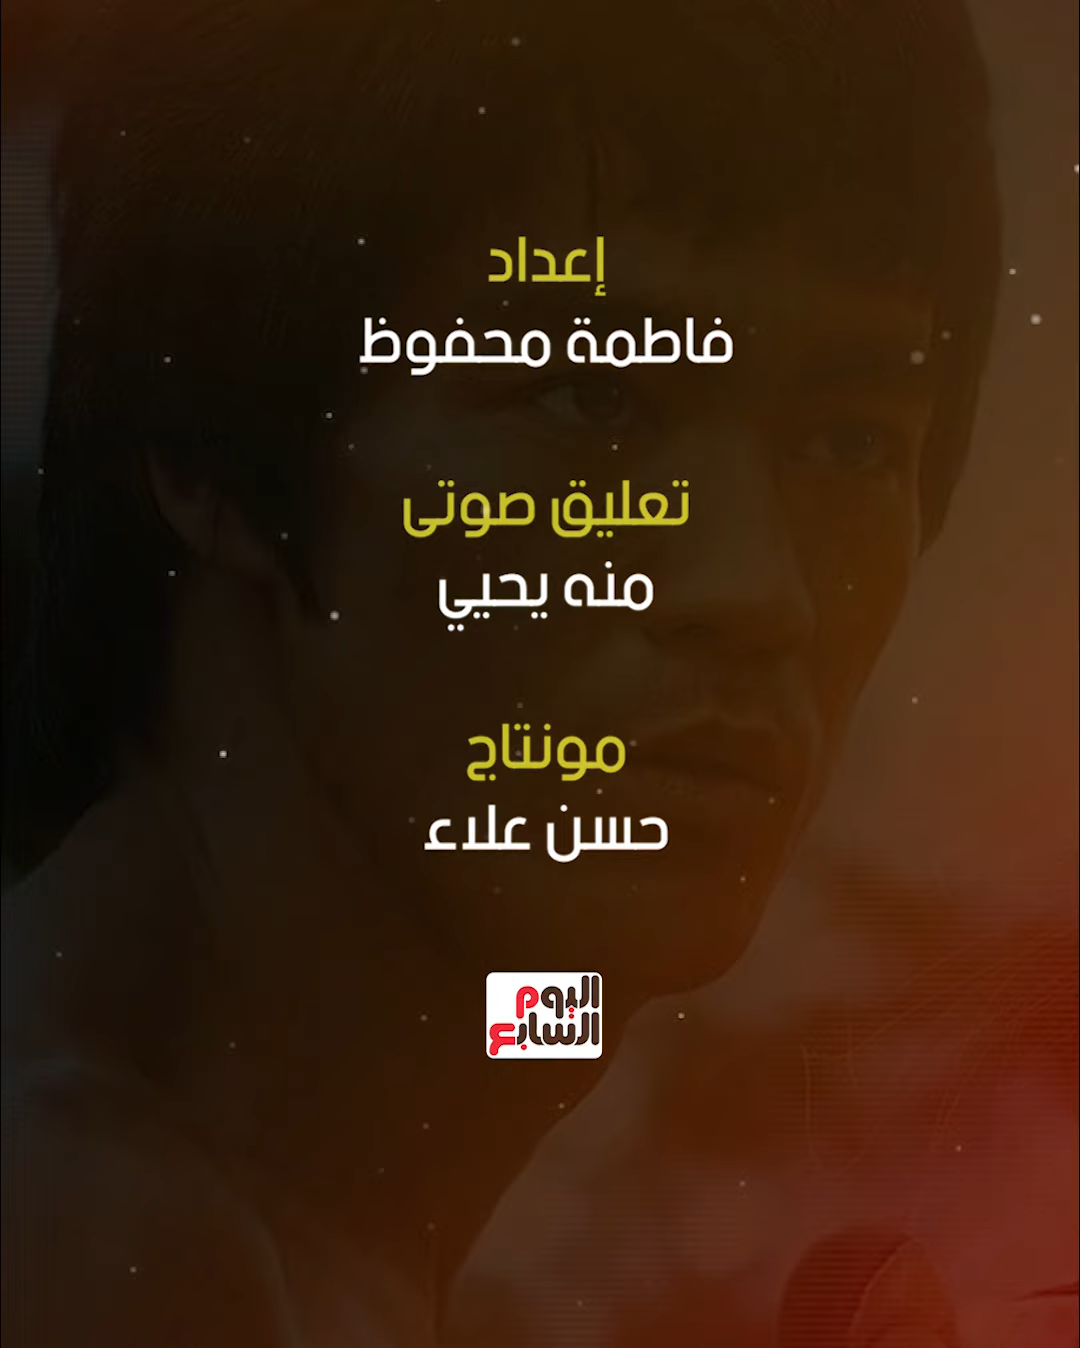 إعداد
فاطمة محفوظ
تعليق صوتى
منه يحيي
مونتاج
حسن علاء
اليوم
السابع